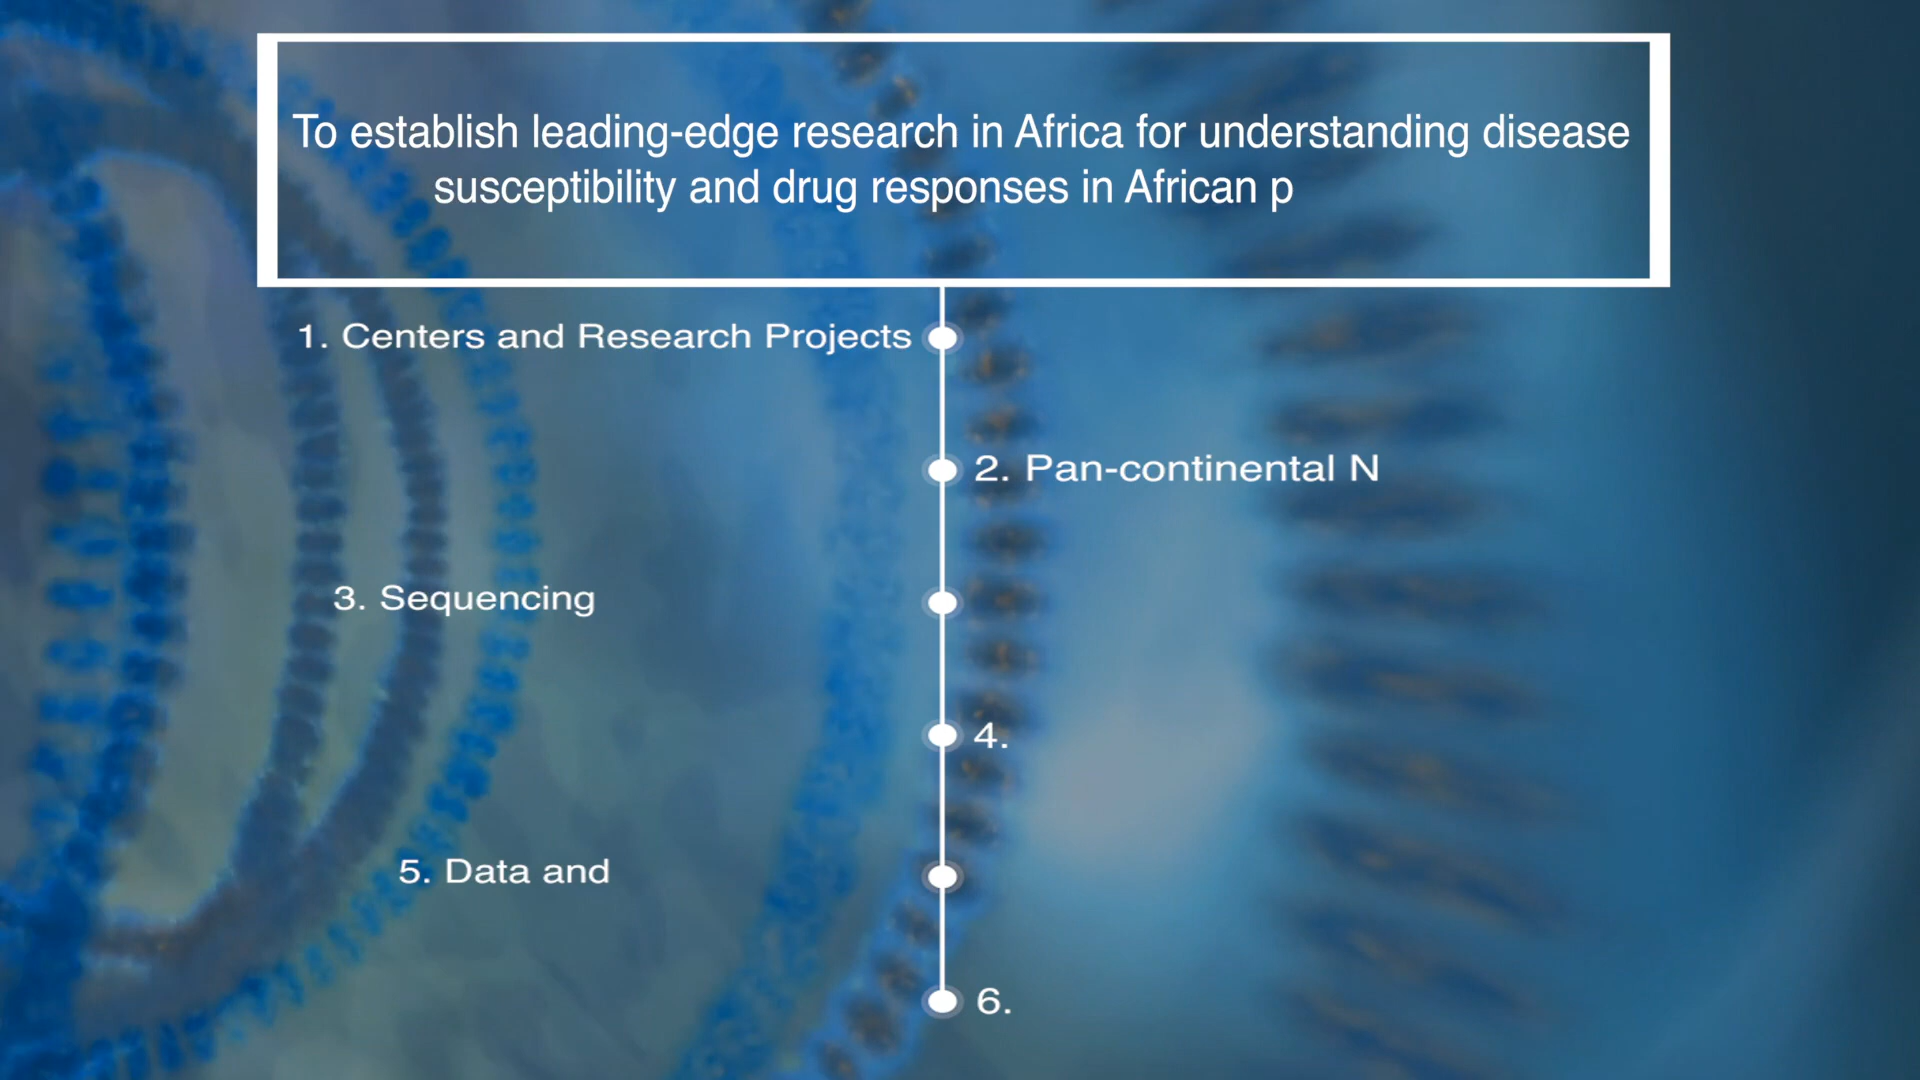 To establish leading-edge research in Africa for understanding disease
susceptibility and drug responses in African p
1. Centers and Research Projects
2. Pan-continental N
3. Sequencing
4.
5. Data and
6.